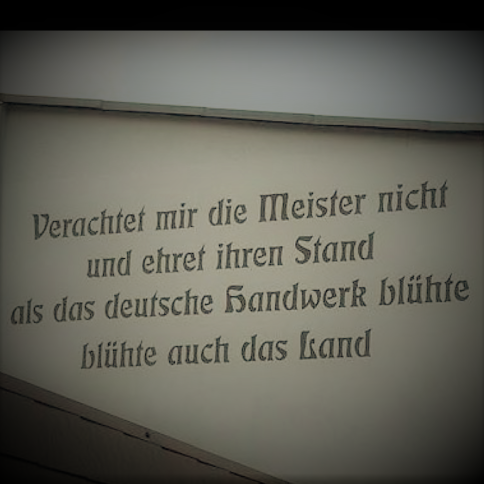 Verachtet mir die Meister nicht
und ehret ihren Stand
als das deutsche Handwerk blühte
blühte auch das Land